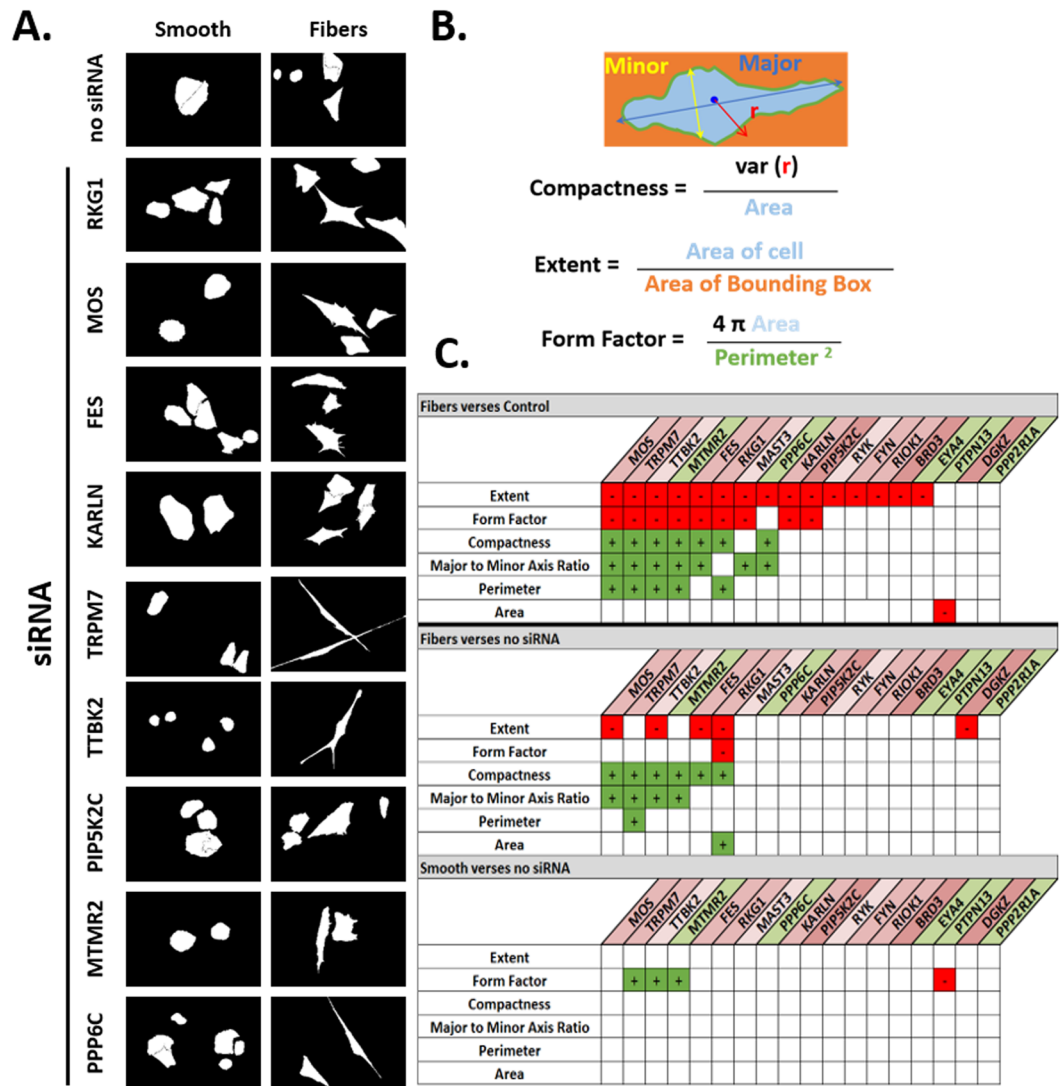 A.
Smooth Fibers
no siRNA
siRNA
RKG1
MOS
FES
KARLN
TRPM7
TTBK2
PIP5K2C
MTMR2
PPP6C
B.
Minor Major
r
Compactness = var (r)
Area
Extent = Area of cell
Area of Bounding Box
Form Factor = 4 π Area
Perimeter 2
C.
Fibers verses Control
MOS TRPM7 TTBK2 MTMR2 FES RKG1 MAST3 PPP6C KARLN PIP5K2C RYK FYN RIOK1 BRD3 EYA4 PTPN13 DGKZ PPP2R1A
Extent - - - - - - - - - - - - - - -
Form Factor - - - - - - - - -
Compactness + + + + + + +
Major to Minor Axis Ratio + + + + + + +
Perimeter + + + + +
Area -
Fibers verses no siRNA
MOS TRPM7 TTBK2 MTMR2 FES RKG1 MAST3 PPP6C KARLN PIP5K2C RYK FYN RIOK1 BRD3 EYA4 PTPN13 DGKZ PPP2R1A
Extent - - - - -
Form Factor -
Compactness + + + + + +
Major to Minor Axis Ratio + + + +
Perimeter +
Area +
Smooth verses no siRNA
MOS TRPM7 TTBK2 MTMR2 FES RKG1 MAST3 PPP6C KARLN PIP5K2C RYK FYN RIOK1 BRD3 EYA4 PTPN13 DGKZ PPP2R1A
Extent
Form Factor + + + -
Compactness
Major to Minor Axis Ratio
Perimeter
Area